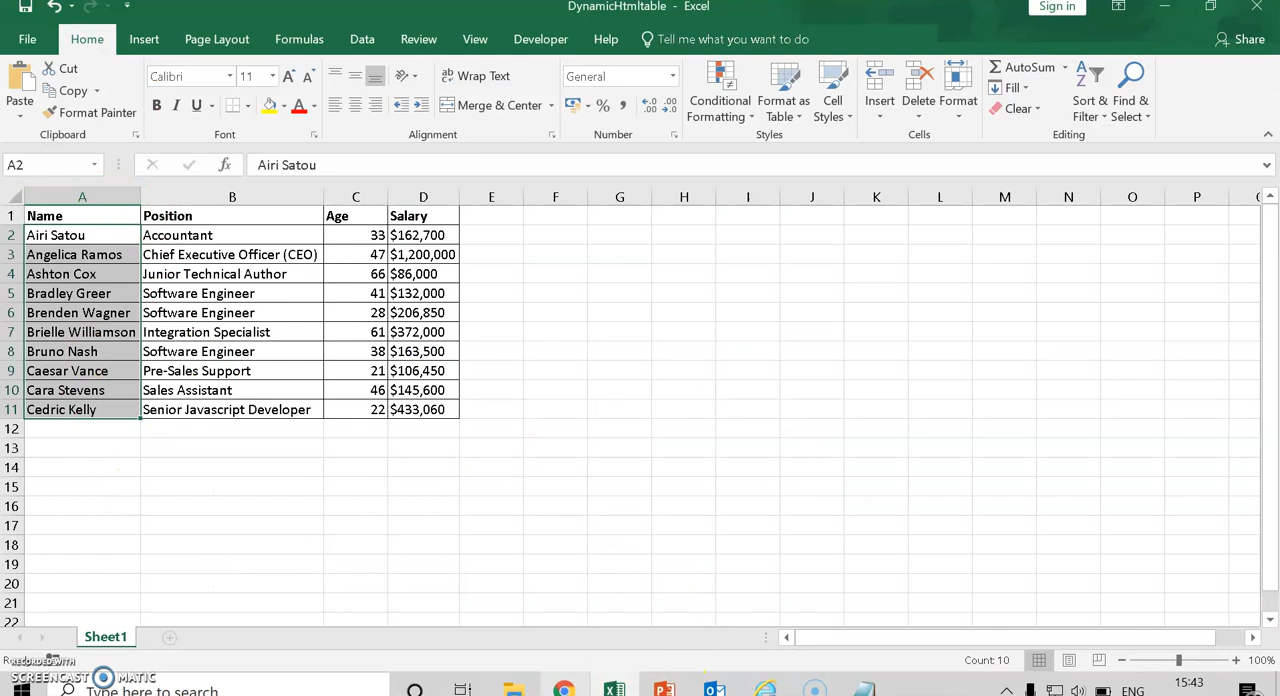 DynamicHtmltable - Excel
Sign in
File Home Insert Page Layout Formulas Data Review View Developer Help Tell me what you want to do Share
Paste
Cut
Copy
Format Painter
Clipboard
Calibri 11 A A
B I U A
Font
ab Wrap Text
Merge & Center
Alignment
General
% ,
Number
Conditional Formatting
Format as Table
Cell Styles
Styles
Insert Delete Format
Cells
AutoSum
Fill
Clear
Sort & Filter
Find & Select
Editing
A2 fx Airi Satou
A B C D E F G H I J K L M N O P
1 Name Position Age Salary
2 Airi Satou Accountant 33 $162,700
3 Angelica Ramos Chief Executive Officer (CEO) 47 $1,200,000
4 Ashton Cox Junior Technical Author 66 $86,000
5 Bradley Greer Software Engineer 41 $132,000
6 Brenden Wagner Software Engineer 28 $206,850
7 Brielle Williamson Integration Specialist 61 $372,000
8 Bruno Nash Software Engineer 38 $163,500
9 Caesar Vance Pre-Sales Support 21 $106,450
10 Cara Stevens Sales Assistant 46 $145,600
11 Cedric Kelly Senior Javascript Developer 22 $433,060
12
13
14
15
16
17
18
19
20
21
22
Sheet1
Count: 10 100%
RECORDED WITH
SCREENCAST MATIC
Type here to search
ENG 15:43